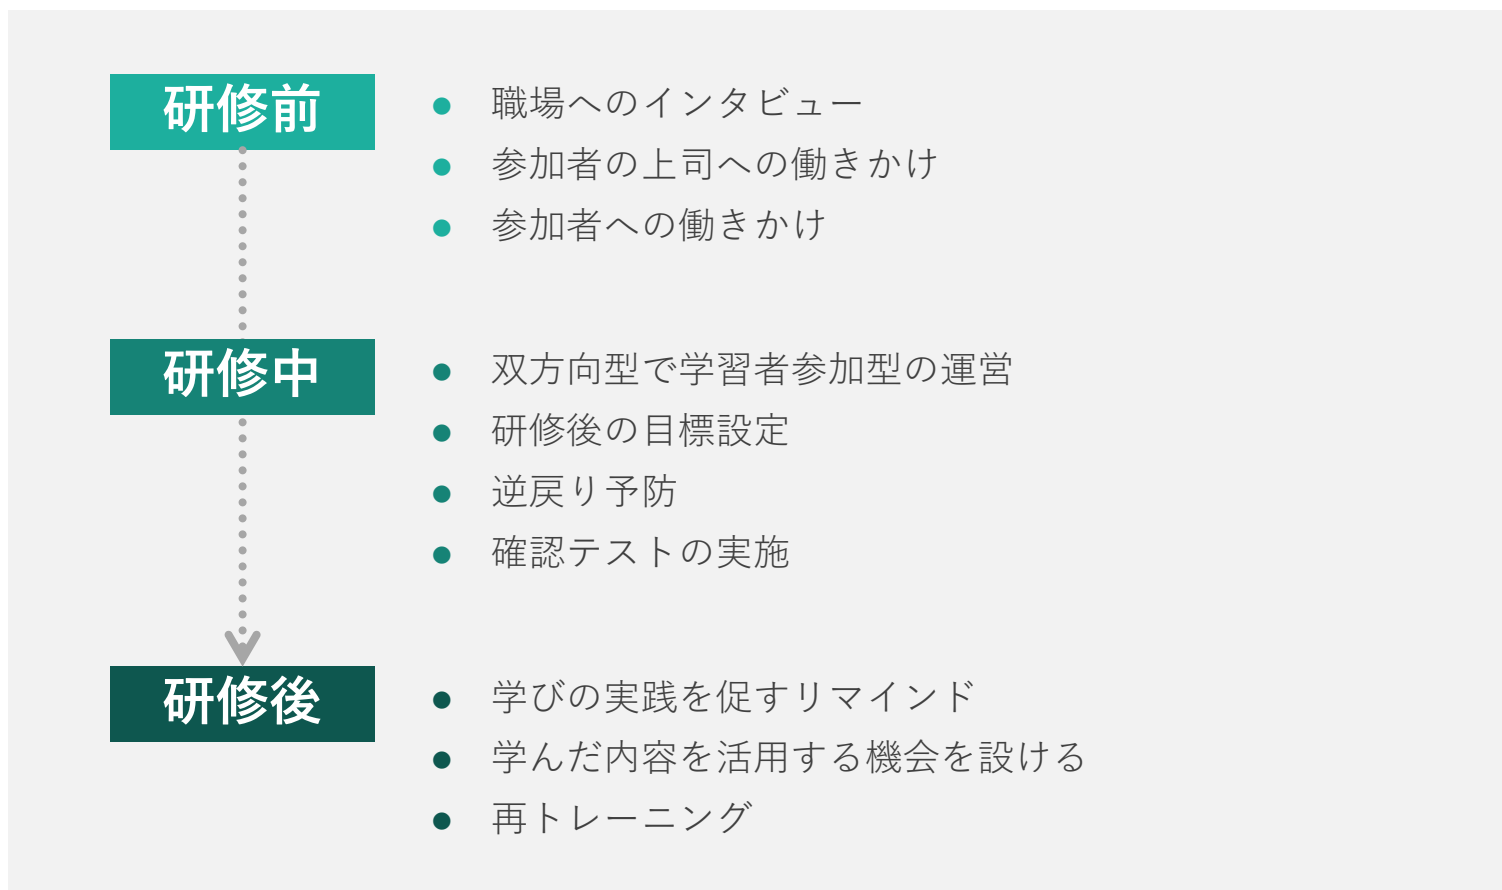 研修前
職場へのインタビュー
参加者の上司への働きかけ
参加者への働きかけ
研修中
双方向型で学習者参加型の運営
研修後の目標設定
逆戻り予防
確認テストの実施
研修後
学びの実践を促すリマインド
学んだ内容を活用する機会を設ける
再トレーニング